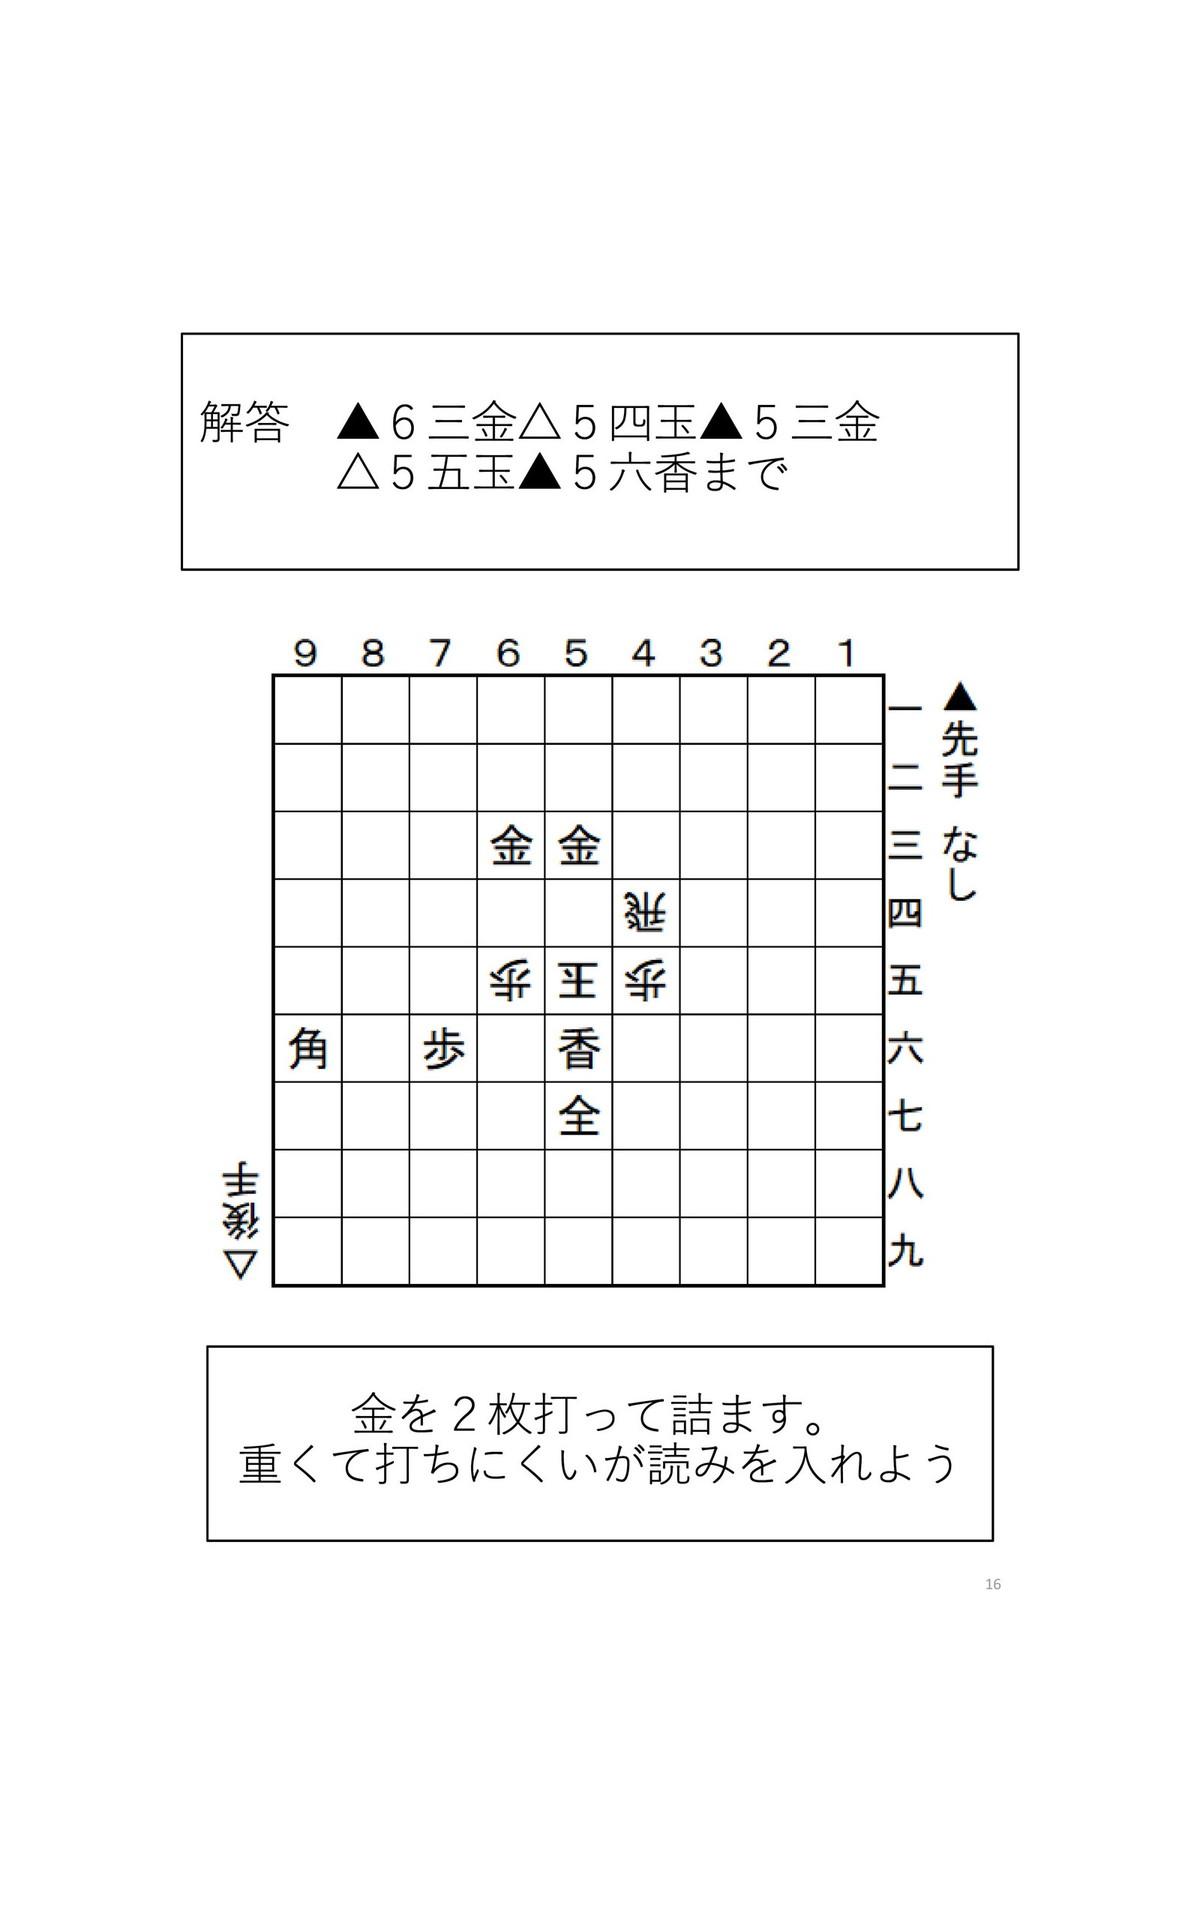 解答　▲６三金△５四玉▲５三金
△５五玉▲５六香まで
9 8 7 6 5 4 3 2 1
一
二
金 金 三
飛 四
歩 王 歩 五
角 歩 香 六
全 七
八
九
▲先手 なし
△後手
金を２枚打って詰ます。
重くて打ちにくいが読みを入れよう
16